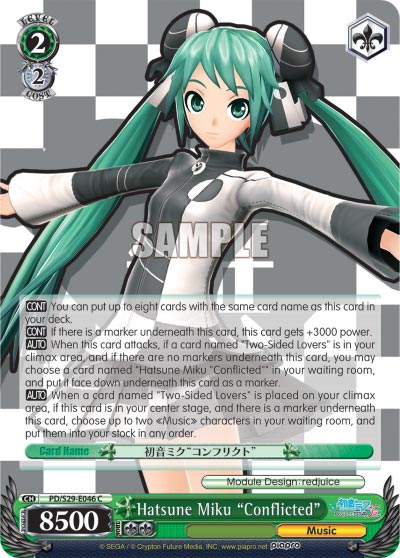 LEVEL
2
2
COST
SAMPLE
CONT You can put up to eight cards with the same card name as this card in
your deck.
CONT If there is a marker underneath this card, this card gets +3000 power.
AUTO When this card attacks, if a card named "Two-Sided Lovers" is in your
climax area, and if there are no markers underneath this card, you may
choose a card named "Hatsune Miku "Conflicted"" in your waiting room,
and put it face down underneath this card as a marker.
AUTO When a card named "Two-Sided Lovers" is placed on your climax
area, if this card is in your center stage, and if there is a marker underneath
this card, choose up to two «Music» characters in your waiting room, and
put them into your stock in any order.
Card Name
初音ミク“コンフリクト”
Module Design:redjuice
CH PD/S29-E046 C
Hatsune Miku “Conflicted”
POWER
8500
SOUL
Music
© SEGA / © Crypton Future Media, INC. www.piapro.net piapro